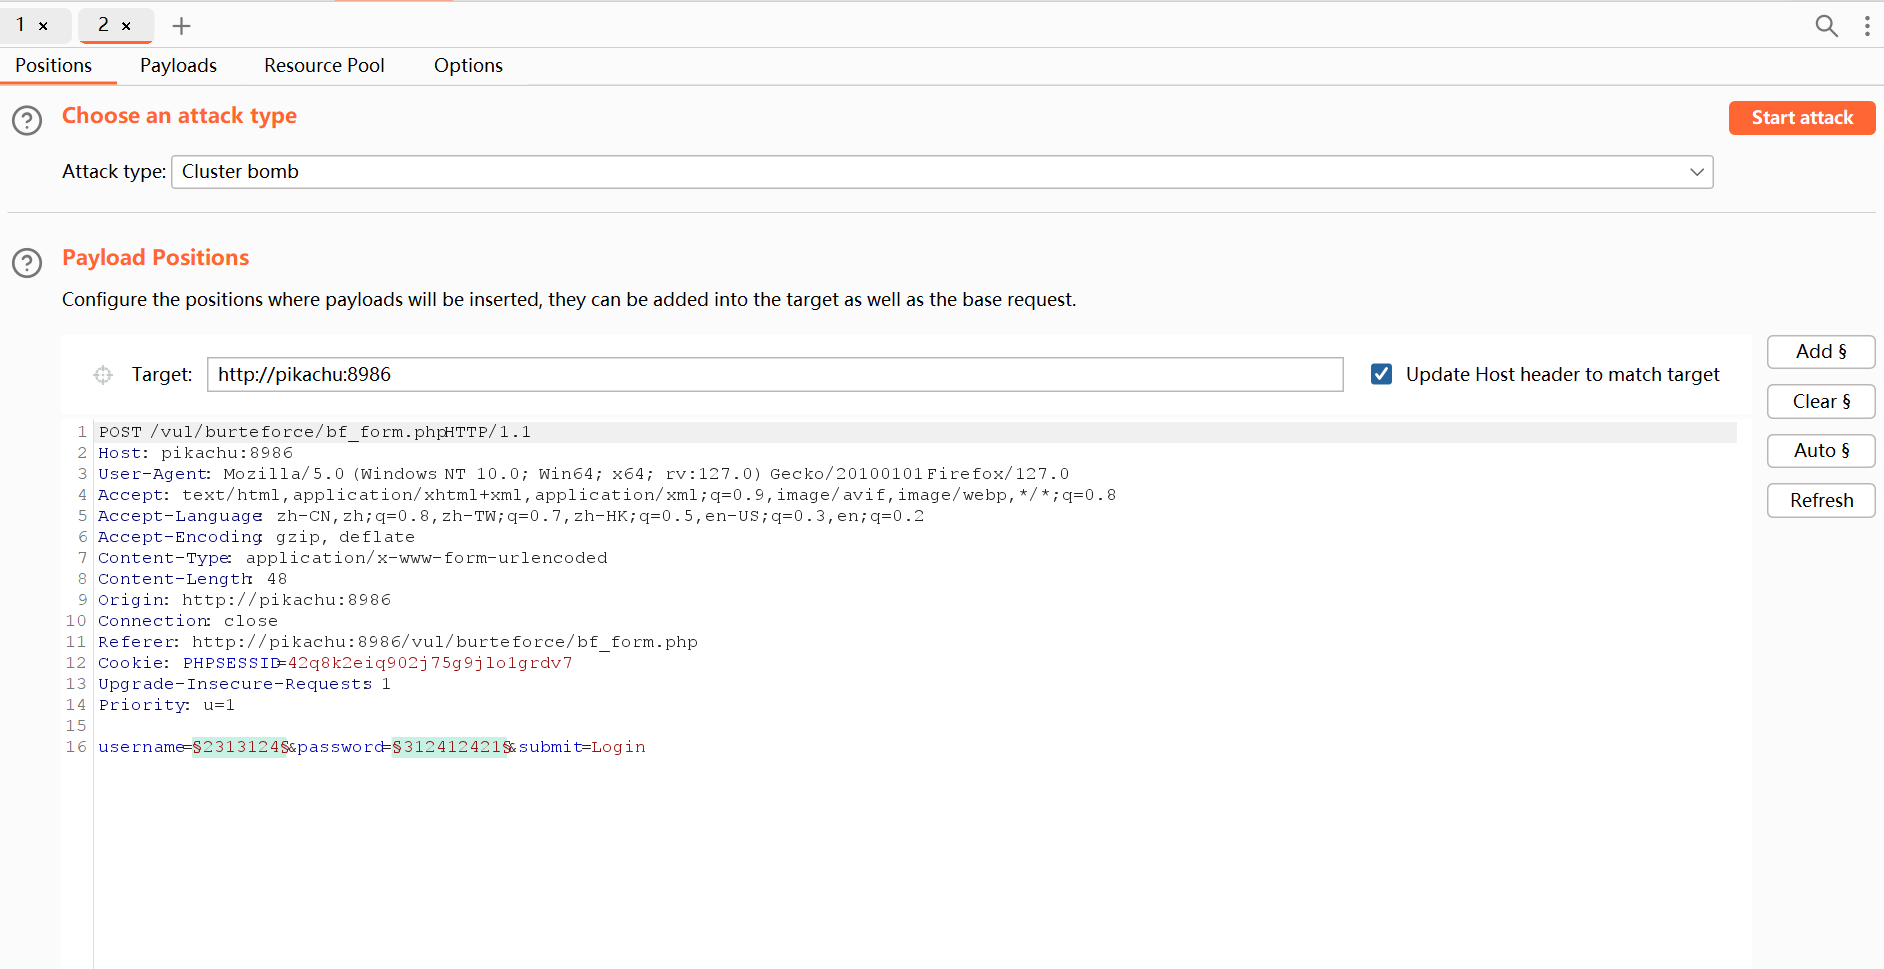 1 × 2 × +
Positions Payloads Resource Pool Options
Choose an attack type
Start attack
Attack type: Cluster bomb
Payload Positions
Configure the positions where payloads will be inserted, they can be added into the target as well as the base request.
Target: http://pikachu:8986
Update Host header to match target
Add §
Clear §
Auto §
Refresh
1 POST /vul/burteforce/bf_form.php HTTP/1.1
2 Host: pikachu:8986
3 User-Agent: Mozilla/5.0 (Windows NT 10.0; Win64; x64; rv:127.0) Gecko/20100101 Firefox/127.0
4 Accept: text/html,application/xhtml+xml,application/xml;q=0.9,image/avif,image/webp,*/*;q=0.8
5 Accept-Language: zh-CN,zh;q=0.8,zh-TW;q=0.7,zh-HK;q=0.5,en-US;q=0.3,en;q=0.2
6 Accept-Encoding: gzip, deflate
7 Content-Type: application/x-www-form-urlencoded
8 Content-Length: 48
9 Origin: http://pikachu:8986
10 Connection: close
11 Referer: http://pikachu:8986/vul/burteforce/bf_form.php
12 Cookie: PHPSESSID=42q8k2eiq902j75g9jlo1grdv7
13 Upgrade-Insecure-Requests: 1
14 Priority: u=1
15
16 username=§2313124§&password=§312412421§&submit=Login